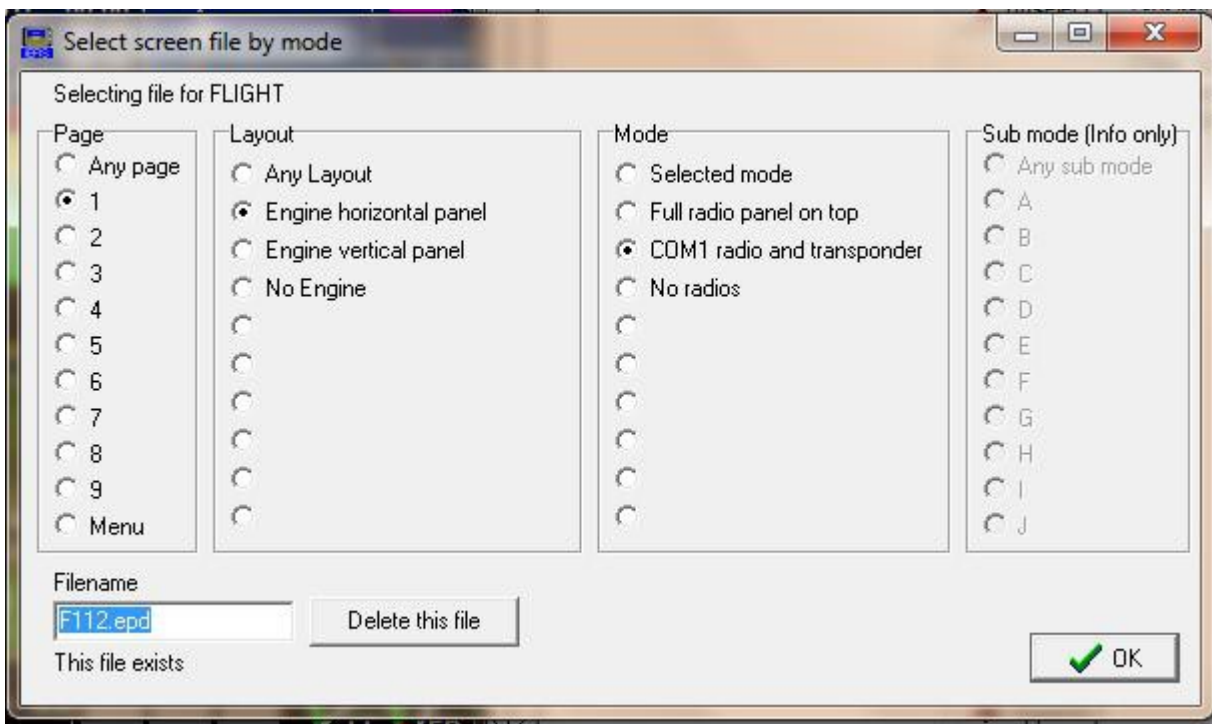 Select screen file by mode
Selecting file for FLIGHT
Page
Any page
1
2
3
4
5
6
7
8
9
Menu
Layout
Any Layout
Engine horizontal panel
Engine vertical panel
No Engine
Mode
Selected mode
Full radio panel on top
COM1 radio and transponder
No radios
Sub mode (Info only)
Any sub mode
A
B
C
D
E
F
G
H
I
J
Filename
F112.epd
Delete this file
This file exists
OK